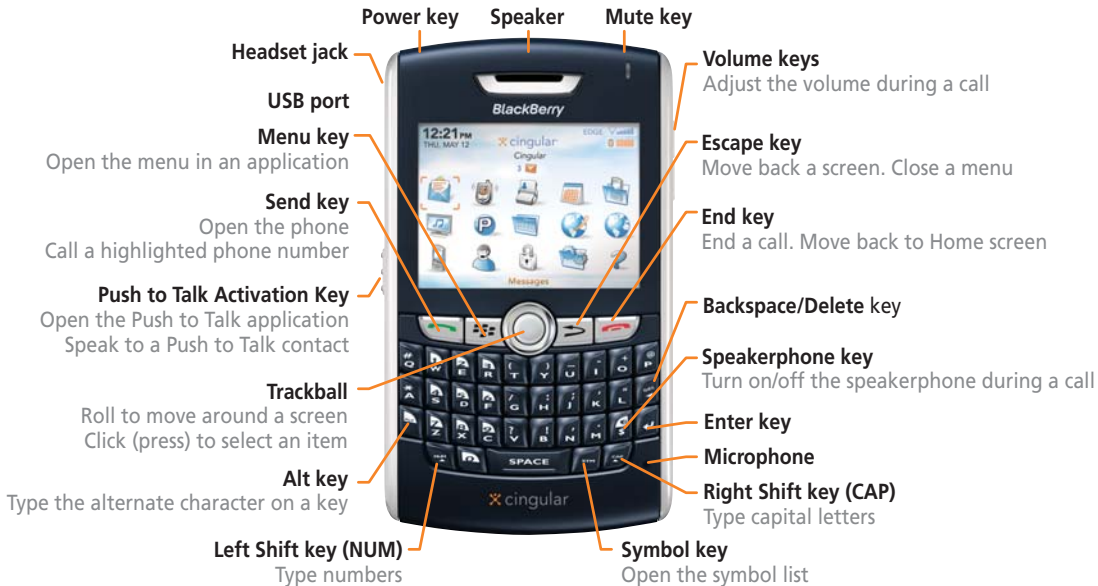 Power key
Speaker
Mute key
Headset jack
USB port
Menu key
Open the menu in an application
Send key
Open the phone
Call a highlighted phone number
Push to Talk Activation Key
Open the Push to Talk application
Speak to a Push to Talk contact
Trackball
Roll to move around a screen
Click (press) to select an item
Alt key
Type the alternate character on a key
Left Shift key (NUM)
Type numbers
BlackBerry
12:21 PM
THU, MAY 12
cingular
EDGE
Cingular
3
Messages
# Q W E R ( T ) Y _ U - I + O @ P
* A S D F / G : H ; J ' K " L
Z X C ? V ! B , N . M $
SPACE
cingular
Volume keys
Adjust the volume during a call
Escape key
Move back a screen. Close a menu
End key
End a call. Move back to Home screen
Backspace/Delete key
Speakerphone key
Turn on/off the speakerphone during a call
Enter key
Microphone
Right Shift key (CAP)
Type capital letters
Symbol key
Open the symbol list